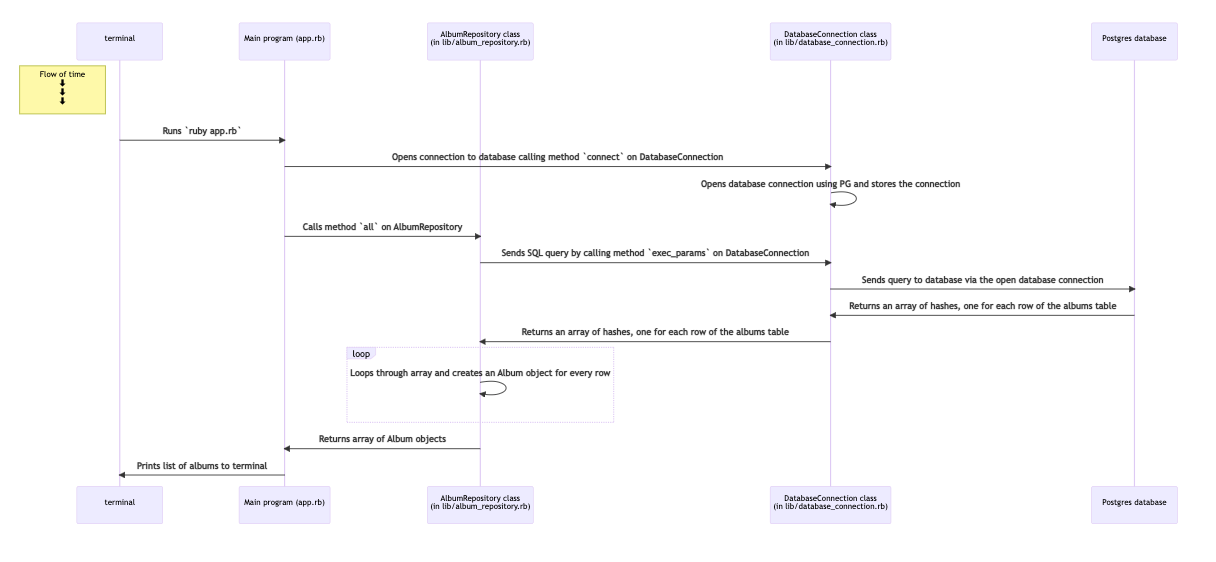 terminal
Main program (app.rb)
AlbumRepository class
(in lib/album_repository.rb)
DatabaseConnection class
(in lib/database_connection.rb)
Postgres database
Flow of time
⬇
⬇
⬇
Runs `ruby app.rb`
Opens connection to database calling method `connect` on DatabaseConnection
Opens database connection using PG and stores the connection
Calls method `all` on AlbumRepository
Sends SQL query by calling method `exec_params` on DatabaseConnection
Sends query to database via the open database connection
Returns an array of hashes, one for each row of the albums table
Returns an array of hashes, one for each row of the albums table
loop
Loops through array and creates an Album object for every row
Returns array of Album objects
Prints list of albums to terminal
terminal
Main program (app.rb)
AlbumRepository class
(in lib/album_repository.rb)
DatabaseConnection class
(in lib/database_connection.rb)
Postgres database